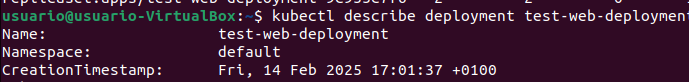 usuario@usuario-VirtualBox:~$ kubectl describe deployment test-web-deployment
Name:                   test-web-deployment
Namespace:              default
CreationTimestamp:      Fri, 14 Feb 2025 17:01:37 +0100